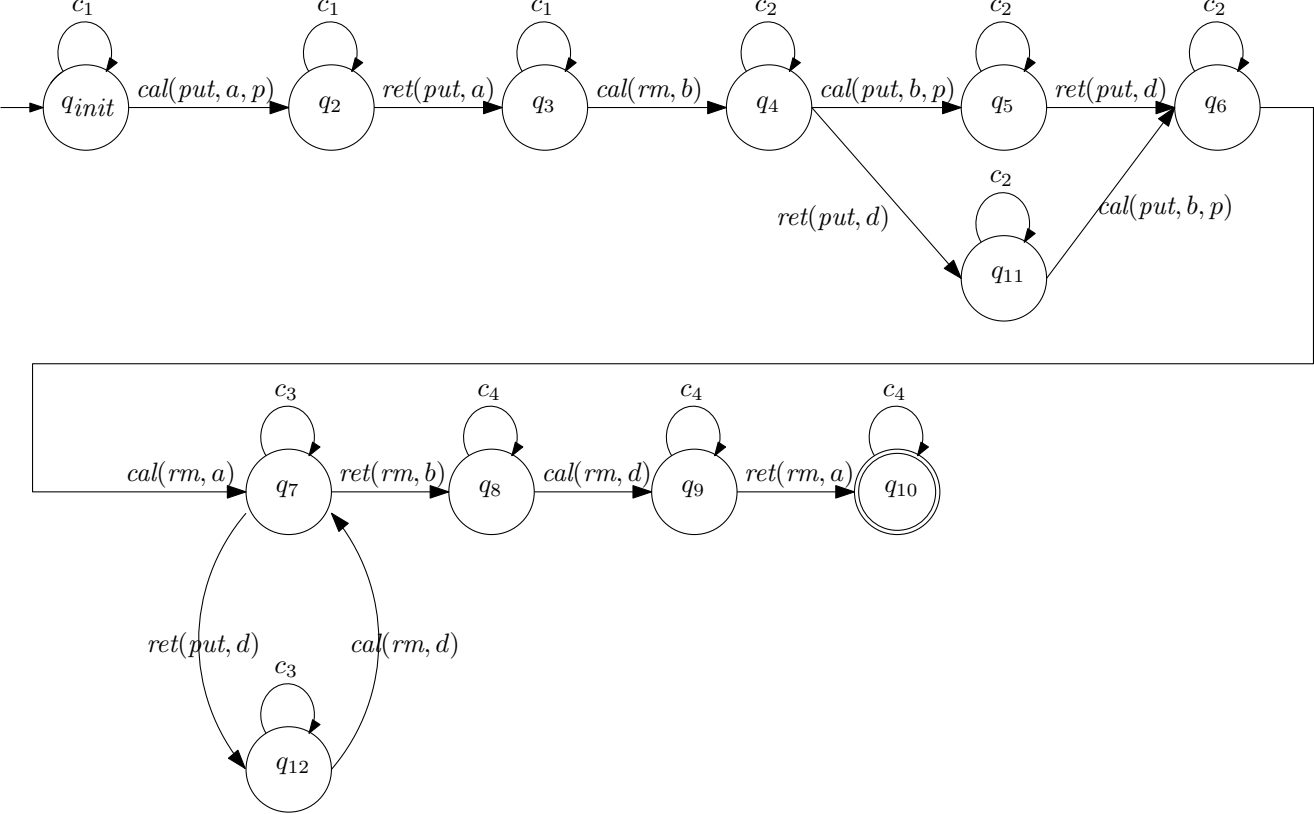 c1 c1 c1 c2 c2 c2
qinit cal(put, a, p) q2 ret(put, a) q3 cal(rm, b) q4 cal(put, b, p) q5 ret(put, d) q6
c2
ret(put, d) cal(put, b, p)
q11
c3 c4 c4 c4
cal(rm, a) q7 ret(rm, b) q8 cal(rm, d) q9 ret(rm, a) q10
ret(put, d) cal(rm, d)
c3
q12